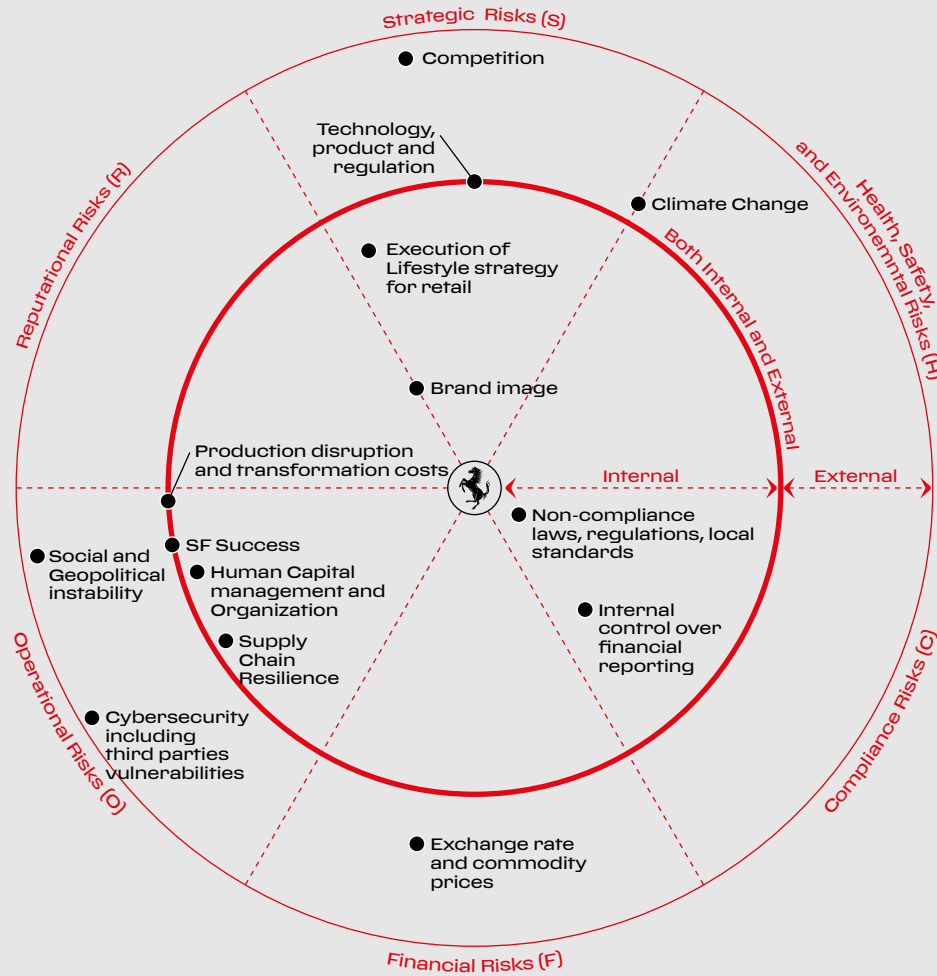 Strategic Risks (S)
Competition
Technology,
product and
regulation
Reputational Risks (R)
Health, Safety,
and Environemntal Risks (H)
Climate Change
Both Internal and External
Execution of
Lifestyle strategy
for retail
Brand image
Production disruption
and transformation costs
Internal
External
Non-compliance
laws, regulations, local
standards
SF Success
Social and
Geopolitical
instability
Human Capital
management and
Organization
Internal
control over
financial
reporting
Supply
Chain
Resilience
Cybersecurity
including
third parties
vulnerabilities
Operational Risks (O)
Compliance Risks (C)
Exchange rate
and commodity
prices
Financial Risks (F)